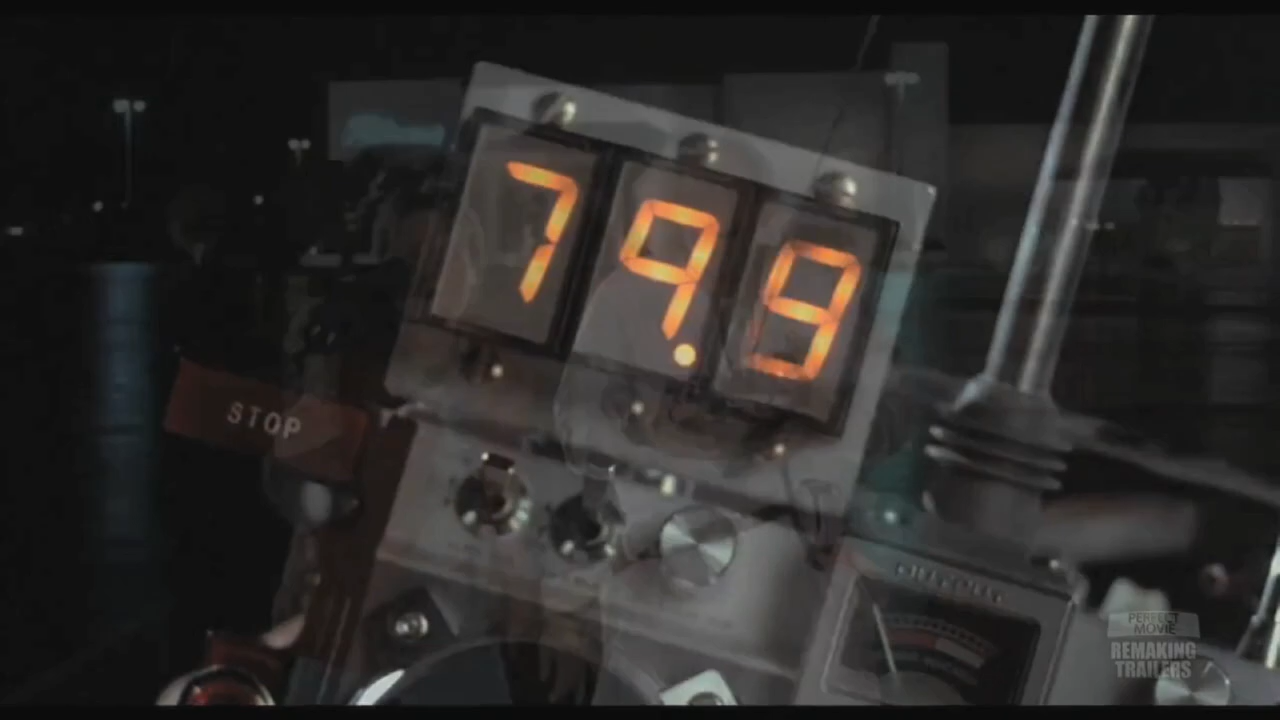 79.9
STOP
PERFECT
MOVIE
REMAKING
TRAILERS